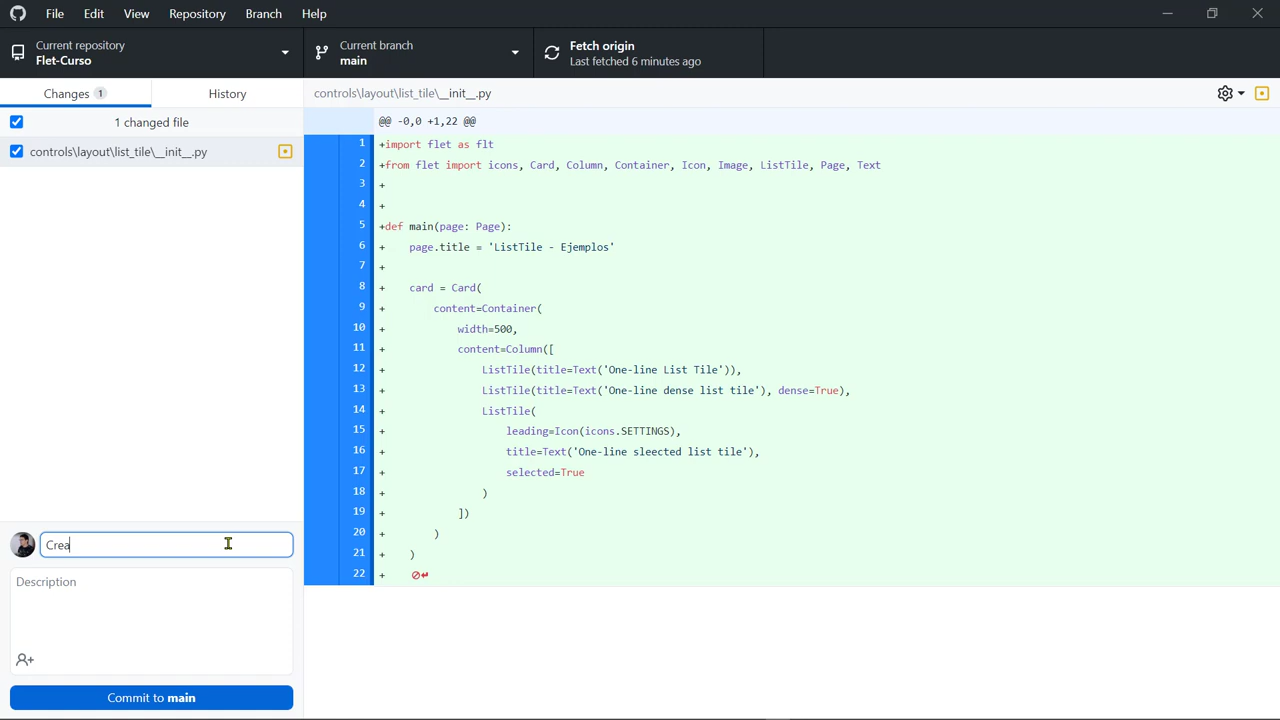 File Edit View Repository Branch Help
Current repository
Flet-Curso
Current branch
main
Fetch origin
Last fetched 6 minutes ago
Changes 1
History
1 changed file
controls\layout\list_tile\__init__.py
Crea
Description
Commit to main
controls\layout\list_tile\__init__.py
@@ -0,0 +1,22 @@
1 +import flet as flt
2 +from flet import icons, Card, Column, Container, Icon, Image, ListTile, Page, Text
3 +
4 +
5 +def main(page: Page):
6 + page.title = 'ListTile - Ejemplos'
7 +
8 + card = Card(
9 + content=Container(
10 + width=500,
11 + content=Column([
12 + ListTile(title=Text('One-line List Tile')),
13 + ListTile(title=Text('One-line dense list tile'), dense=True),
14 + ListTile(
15 + leading=Icon(icons.SETTINGS),
16 + title=Text('One-line sleected list tile'),
17 + selected=True
18 + )
19 + ])
20 + )
21 + )
22 +